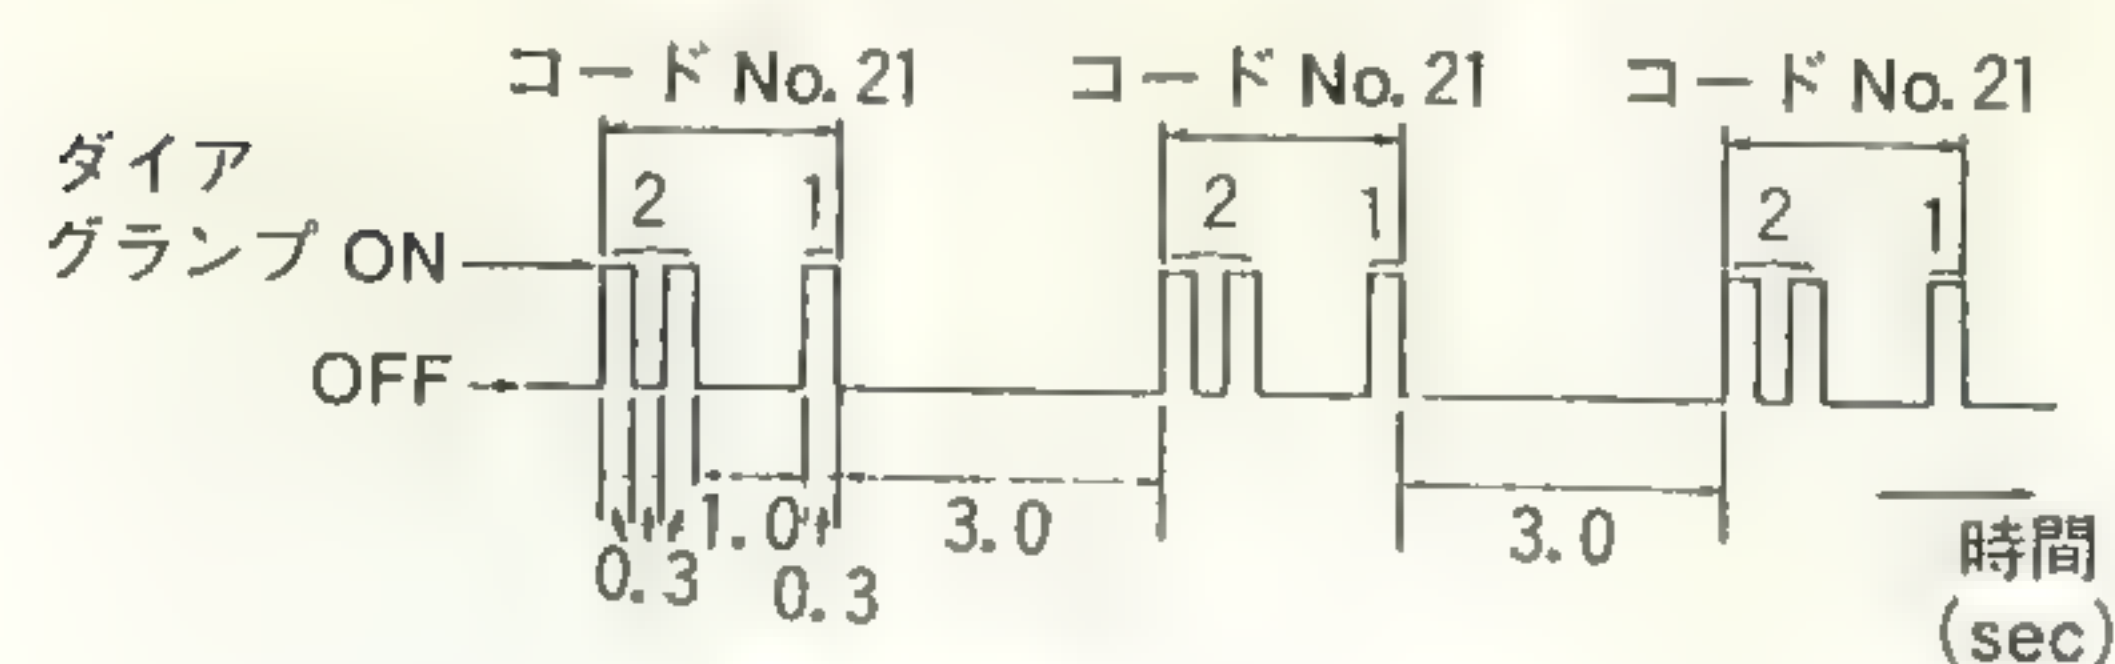 コード No. 21 コード No. 21 コード No. 21
ダイア
グランプ ON
OFF
2 1 2 1 2 1
1.0 3.0 3.0
0.3 0.3
時間
(sec)